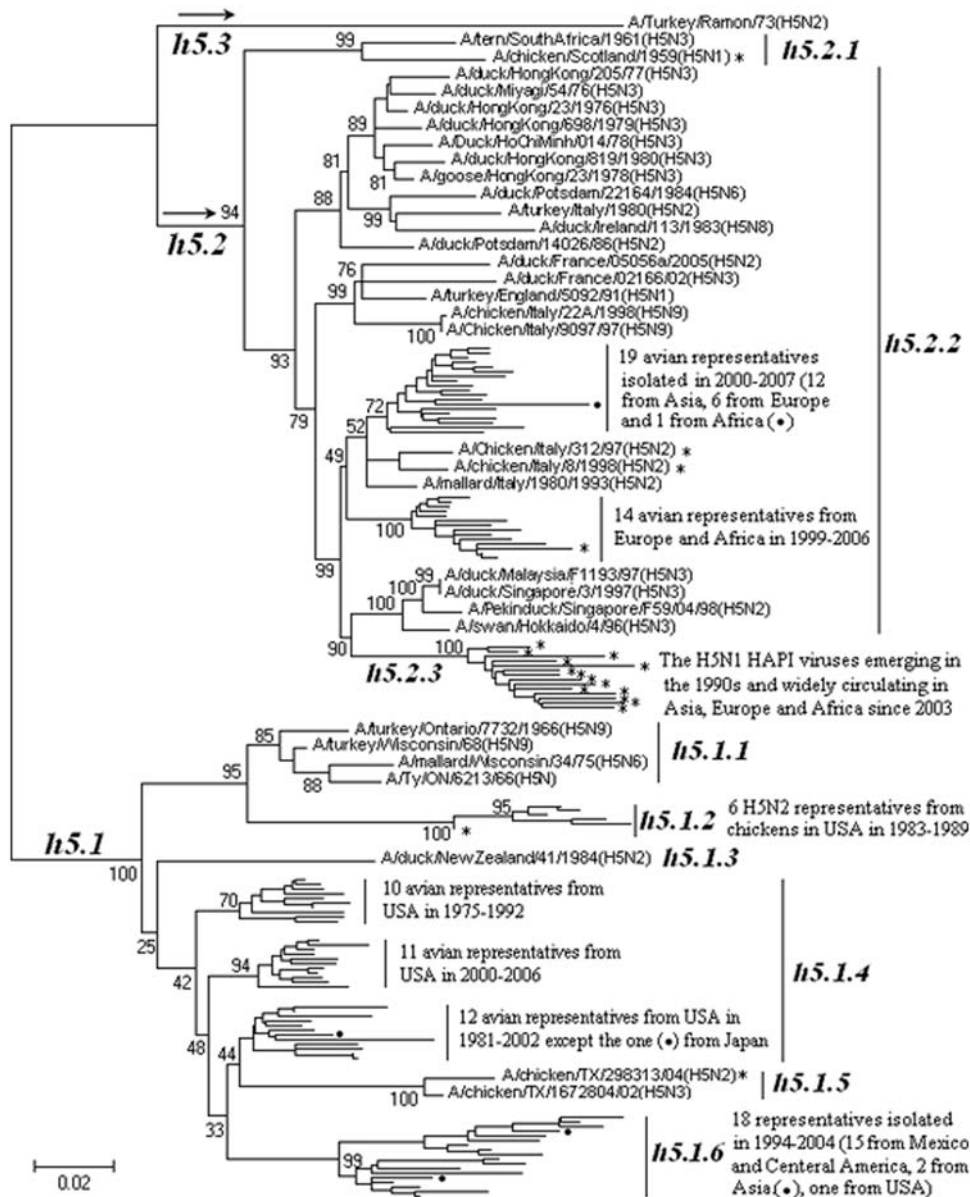 A/Turkey/Ramon/73(H5N2)
h5.3
99
A/tern/SouthAfrica/1961(H5N3)
A/chicken/Scotland/1959(H5N1) *
h5.2.1
A/duck/HongKong/205/77(H5N3)
A/duck/Miyagi/54/76(H5N3)
A/duck/HongKong/23/1976(H5N3)
89
A/duck/HongKong/698/1979(H5N3)
A/Duck/HoChiMinh/014/78(H5N3)
81
A/duck/HongKong/819/1980(H5N3)
81
A/goose/HongKong/23/1978(H5N3)
88
A/duck/Potsdam/22164/1984(H5N6)
99
A/turkey/Italy/1980(H5N2)
A/duck/Ireland/113/1983(H5N8)
94
h5.2
A/duck/Potsdam/14026/86(H5N2)
A/duck/France/05056a/2005(H5N2)
76
A/duck/France/02166/02(H5N3)
99
A/turkey/England/5092/91(H5N1)
A/chicken/Italy/22A/1998(H5N9)
100
A/Chicken/Italy/9097/97(H5N9)
h5.2.2
93
79
19 avian representatives
isolated in 2000-2007 (12
from Asia, 6 from Europe
and 1 from Africa (•)
72
•
52
A/Chicken/Italy/312/97(H5N2) *
49
A/chicken/Italy/8/1998(H5N2) *
A/mallard/Italy/1980/1993(H5N2)
100
*
14 avian representatives from
Europe and Africa in 1999-2006
99
99
A/duck/Malaysia/F1193/97(H5N3)
100
A/duck/Singapore/3/1997(H5N3)
100
A/Pekinduck/Singapore/F59/04/98(H5N2)
A/swan/Hokkaido/4/96(H5N3)
90
100
h5.2.3
* * * * * * * * * * * *
The H5N1 HAPI viruses emerging in
the 1990s and widely circulating in
Asia, Europe and Africa since 2003
85
A/turkey/Ontario/7732/1966(H5N9)
A/turkey/Wisconsin/68(H5N9)
A/mallard/Wisconsin/34/75(H5N6)
88
A/Ty/ON/6213/66(H5N)
h5.1.1
95
95
100
*
h5.1.2
6 H5N2 representatives from
chickens in USA in 1983-1989
h5.1
100
A/duck/NewZealand/41/1984(H5N2)
h5.1.3
70
10 avian representatives from
USA in 1975-1992
25
94
11 avian representatives from
USA in 2000-2006
42
h5.1.4
•
12 avian representatives from USA in
1981-2002 except the one (•) from Japan
48
44
A/chicken/TX/298313/04(H5N2)*
100
A/chicken/TX/1672804/02(H5N3)
h5.1.5
33
99
•
•
h5.1.6
18 representatives isolated
in 1994-2004 (15 from Mexico
and Centeral America, 2 from
Asia (•), one from USA)
0.02